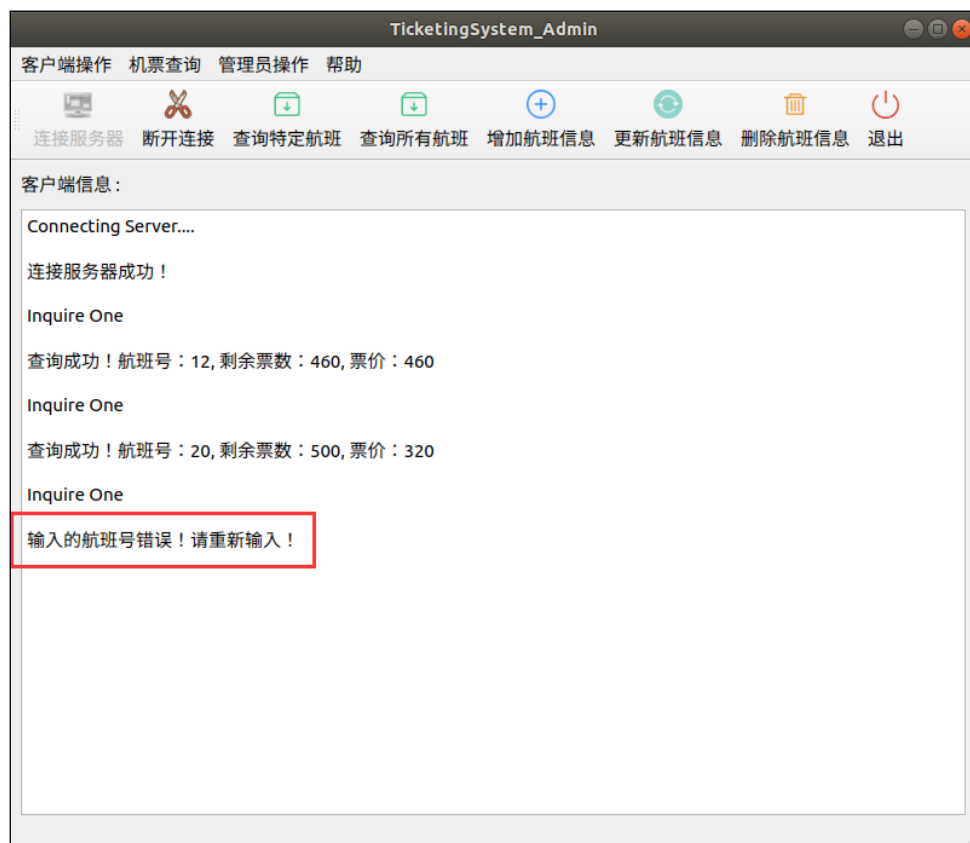 TicketingSystem_Admin
客户端操作 机票查询 管理员操作 帮助
连接服务器 断开连接 查询特定航班 查询所有航班 增加航班信息 更新航班信息 删除航班信息 退出
客户端信息:
Connecting Server....
连接服务器成功！
Inquire One
查询成功！航班号：12, 剩余票数：460, 票价：460
Inquire One
查询成功！航班号：20, 剩余票数：500, 票价：320
Inquire One
输入的航班号错误！请重新输入！